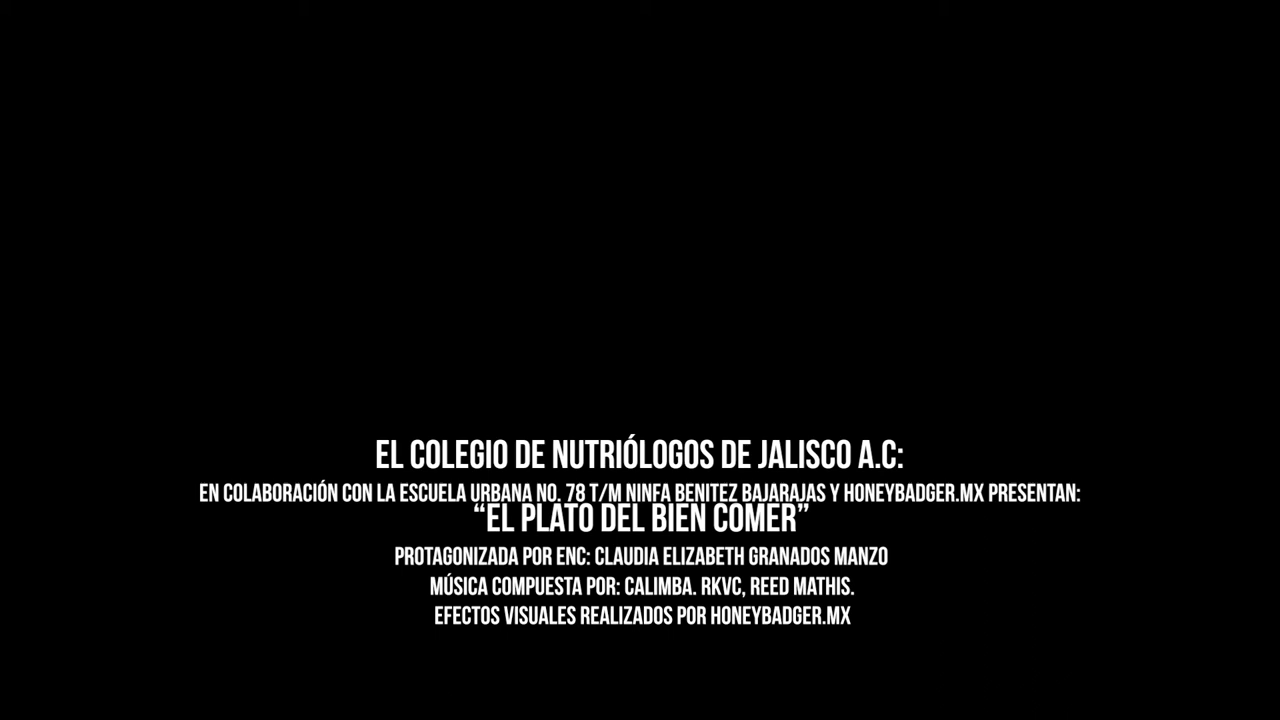 EL COLEGIO DE NUTRIÓLOGOS DE JALISCO A.C:
EN COLABORACIÓN CON LA ESCUELA URBANA NO. 78 T/M NINFA BENITEZ BAJARAJAS Y HONEYBADGER.MX PRESENTAN:
“EL PLATO DEL BIEN COMER”
PROTAGONIZADA POR ENC: CLAUDIA ELIZABETH GRANADOS MANZO
MÚSICA COMPUESTA POR: CALIMBA. RKVC, REED MATHIS.
EFECTOS VISUALES REALIZADOS POR HONEYBADGER.MX